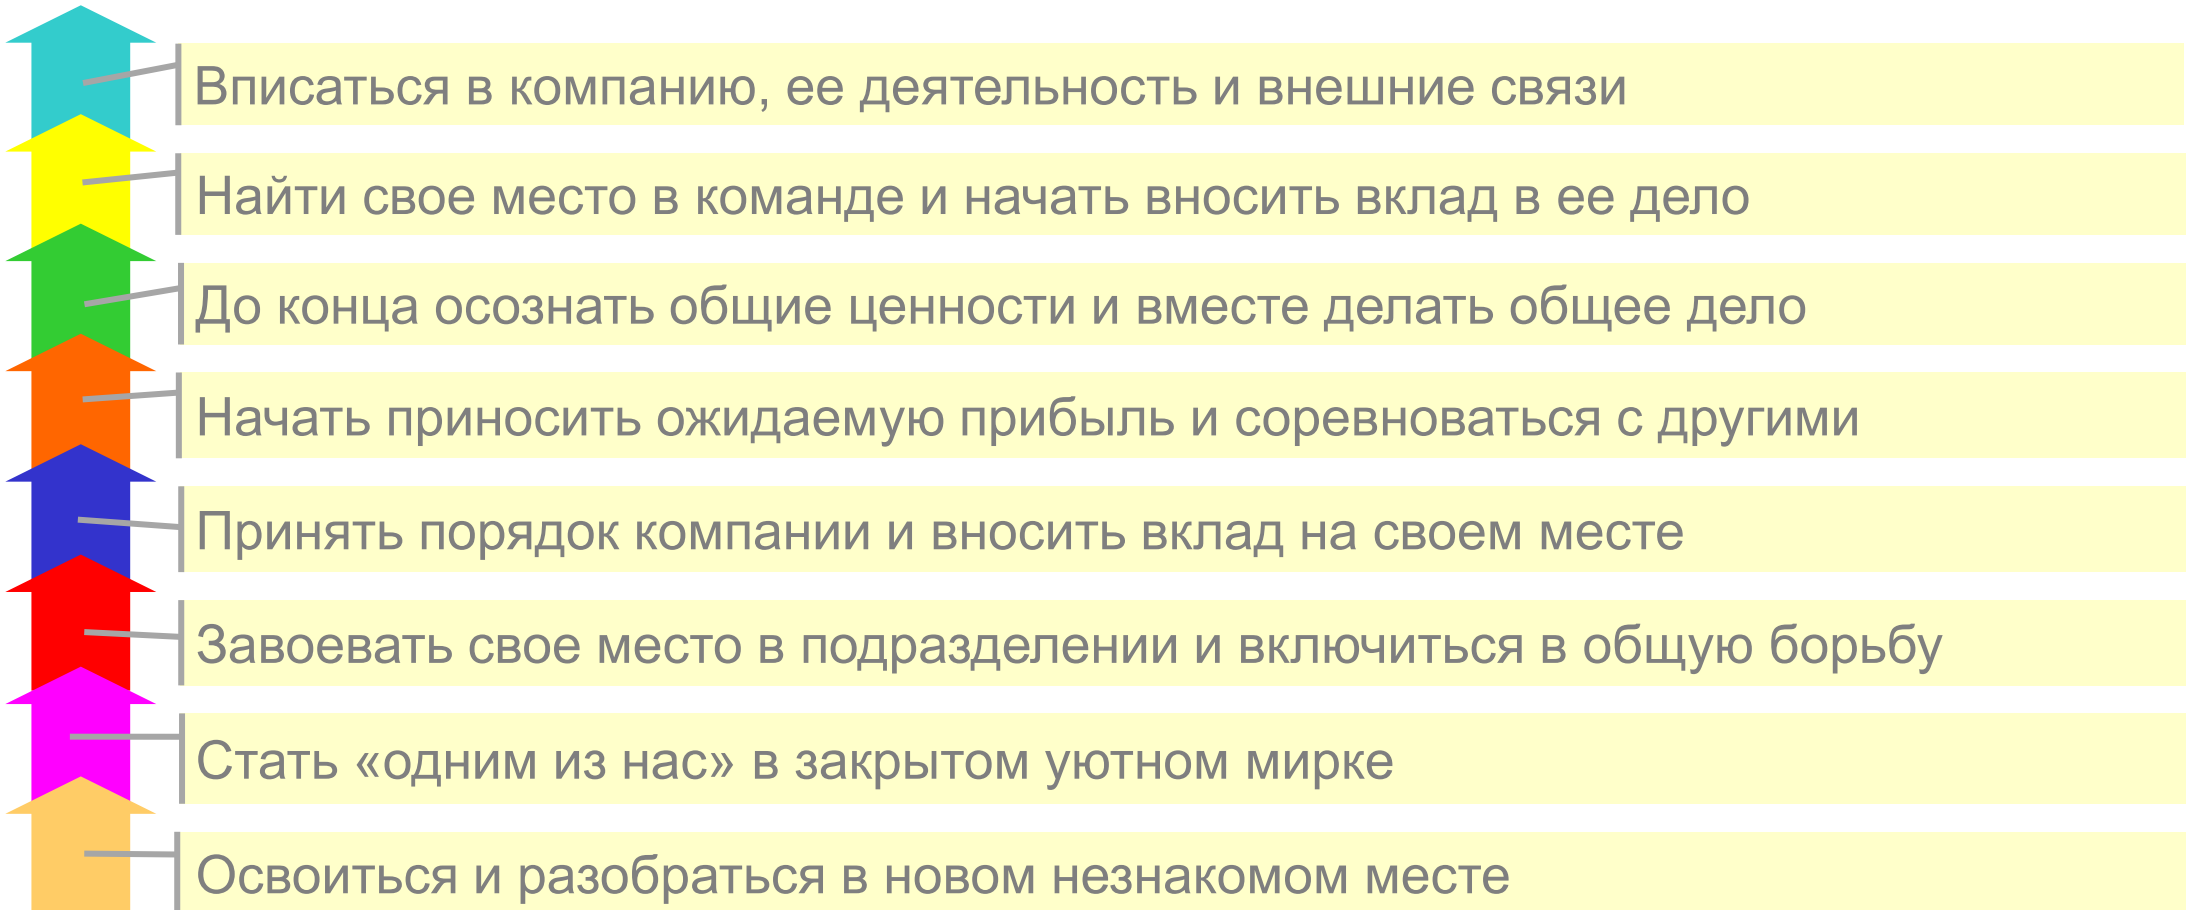 Вписаться в компанию, ее деятельность и внешние связи
Найти свое место в команде и начать вносить вклад в ее дело
До конца осознать общие ценности и вместе делать общее дело
Начать приносить ожидаемую прибыль и соревноваться с другими
Принять порядок компании и вносить вклад на своем месте
Завоевать свое место в подразделении и включиться в общую борьбу
Стать «одним из нас» в закрытом уютном мирке
Освоиться и разобраться в новом незнакомом месте